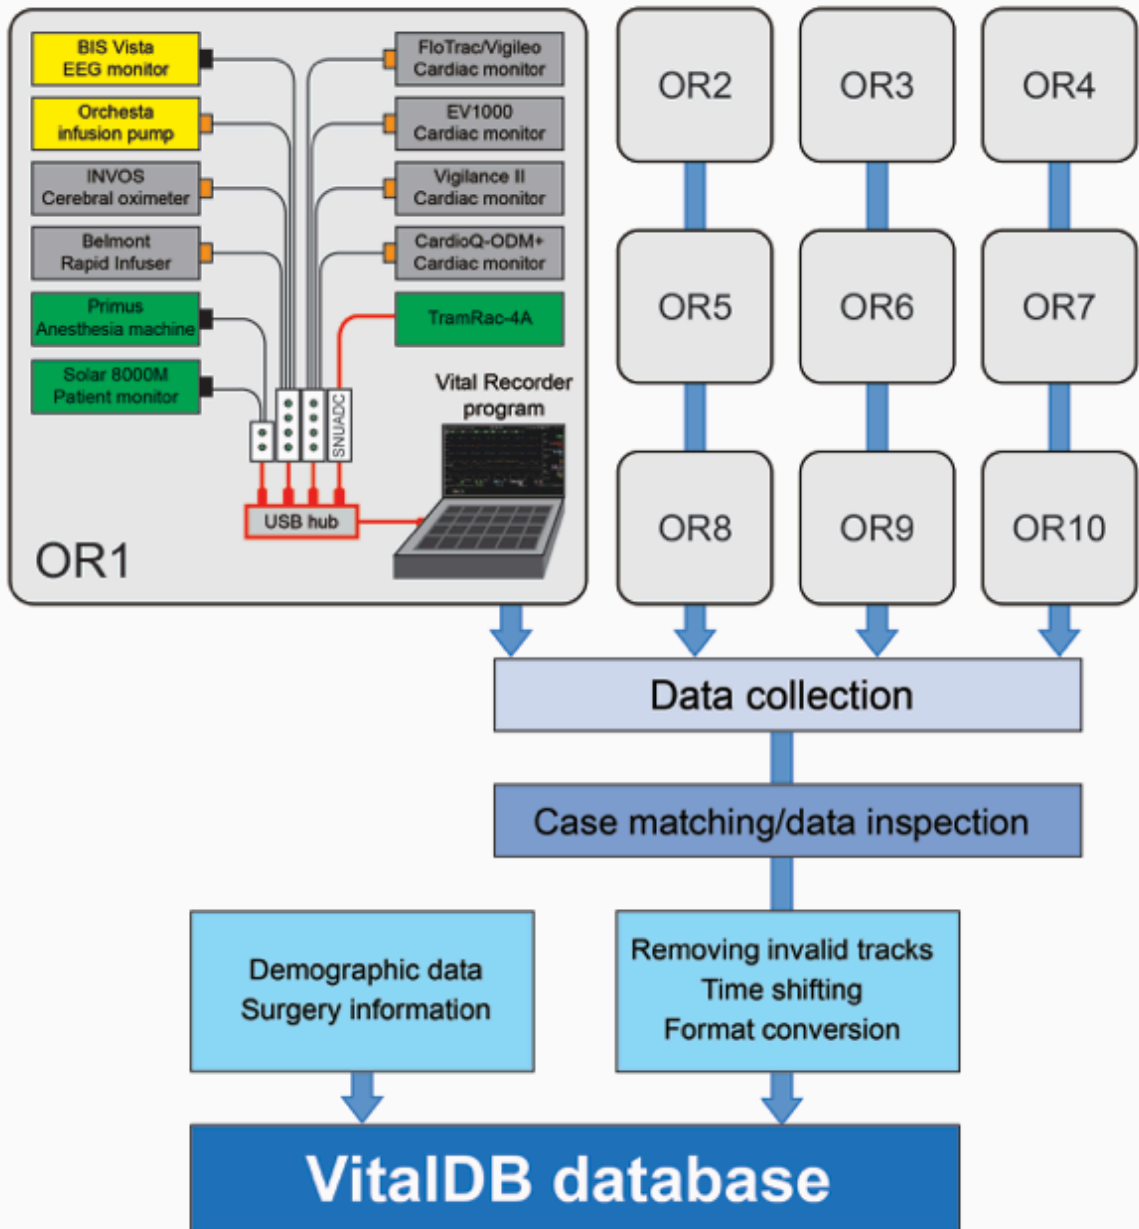 BIS Vista
EEG monitor
Orchesta
infusion pump
INVOS
Cerebral oximeter
Belmont
Rapid Infuser
Primus
Anesthesia machine
Solar 8000M
Patient monitor
FloTrac/Vigileo
Cardiac monitor
EV1000
Cardiac monitor
Vigilance II
Cardiac monitor
CardioQ-ODM+
Cardiac monitor
TramRac-4A
Vital Recorder
program
SNUADC
USB hub
OR1
OR2
OR3
OR4
OR5
OR6
OR7
OR8
OR9
OR10
Data collection
Case matching/data inspection
Demographic data
Surgery information
Removing invalid tracks
Time shifting
Format conversion
VitalDB database